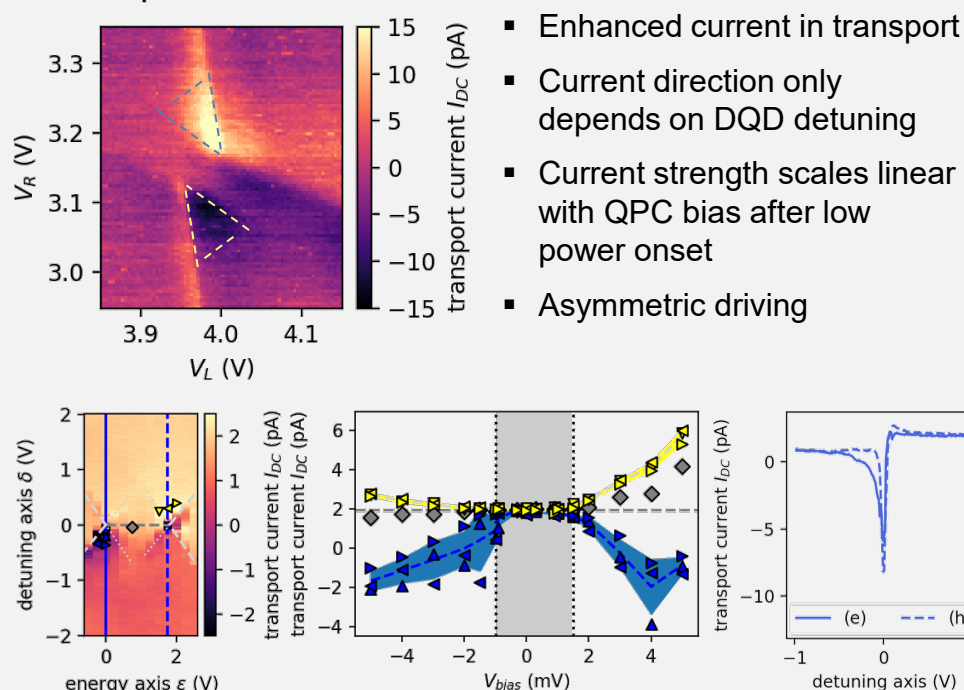 3.3
3.2
3.1
3.0
V_R (V)
3.9
4.0
4.1
V_L (V)
15
10
5
0
−5
−10
−15
transport current I_DC (pA)
▪ Enhanced current in transport
▪ Current direction only
depends on DQD detuning
▪ Current strength scales linear
with QPC bias after low
power onset
▪ Asymmetric driving
2
1
0
−1
−2
detuning axis δ (V)
0
2
energy axis ε (V)
2
1
0
−1
−2
transport current I_DC (pA)
transport current I_DC (pA)
6
4
2
0
−2
−4
−4
−2
0
2
4
V_bias (mV)
transport current I_DC (pA)
0
−5
−10
(e)
(h
−1
0
detuning axis (V)